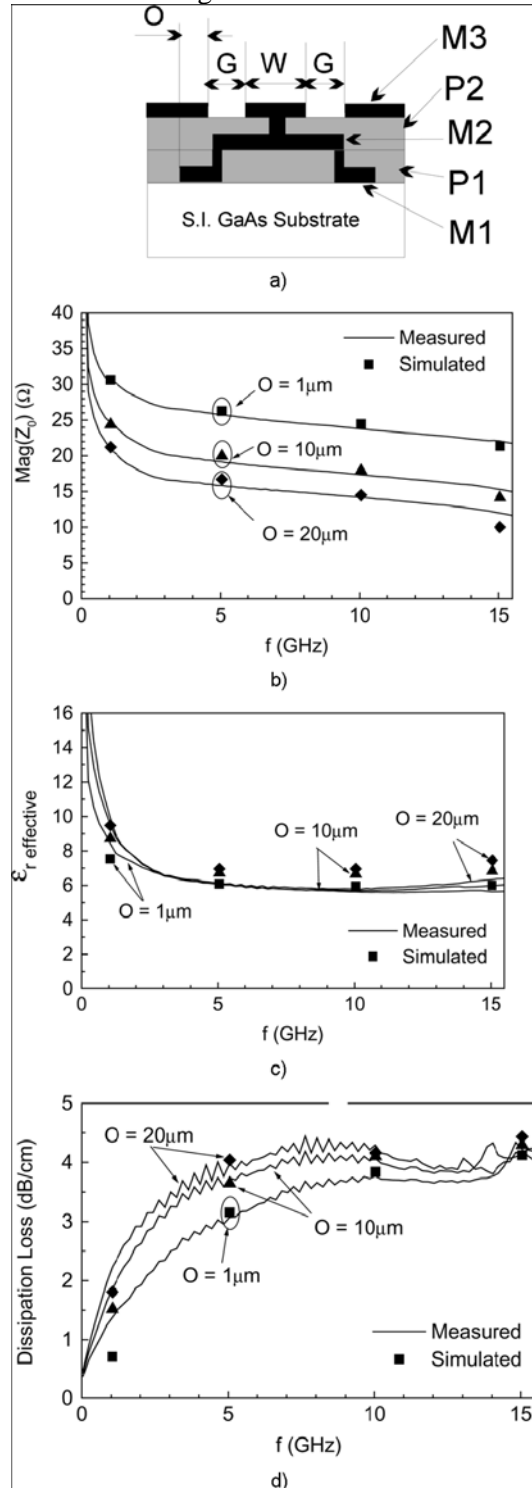 O
G W G
M3
P2
M2
P1
M1
S.I. GaAs Substrate
a)
Mag(Z0) (Ω)
40
35
30
25
20
15
10
5
0
Measured
Simulated
O = 1μm
O = 10μm
O = 20μm
0 5 10 15
f (GHz)
b)
εr effective
16
14
12
10
8
6
4
2
0
O = 20μm
O = 10μm
O = 1μm
Measured
Simulated
0 5 10 15
f (GHz)
c)
Dissipation Loss (dB/cm)
5
4
3
2
1
0
O = 20μm
O = 10μm
O = 1μm
Measured
Simulated
0 5 10 15
f (GHz)
d)